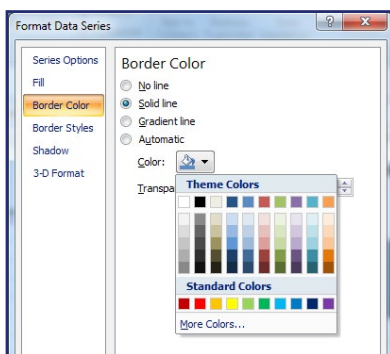 Format Data Series
Series Options
Fill
Border Color
Border Styles
Shadow
3-D Format
Border Color
No line
Solid line
Gradient line
Automatic
Color:
Transpa
Theme Colors
Standard Colors
More Colors...